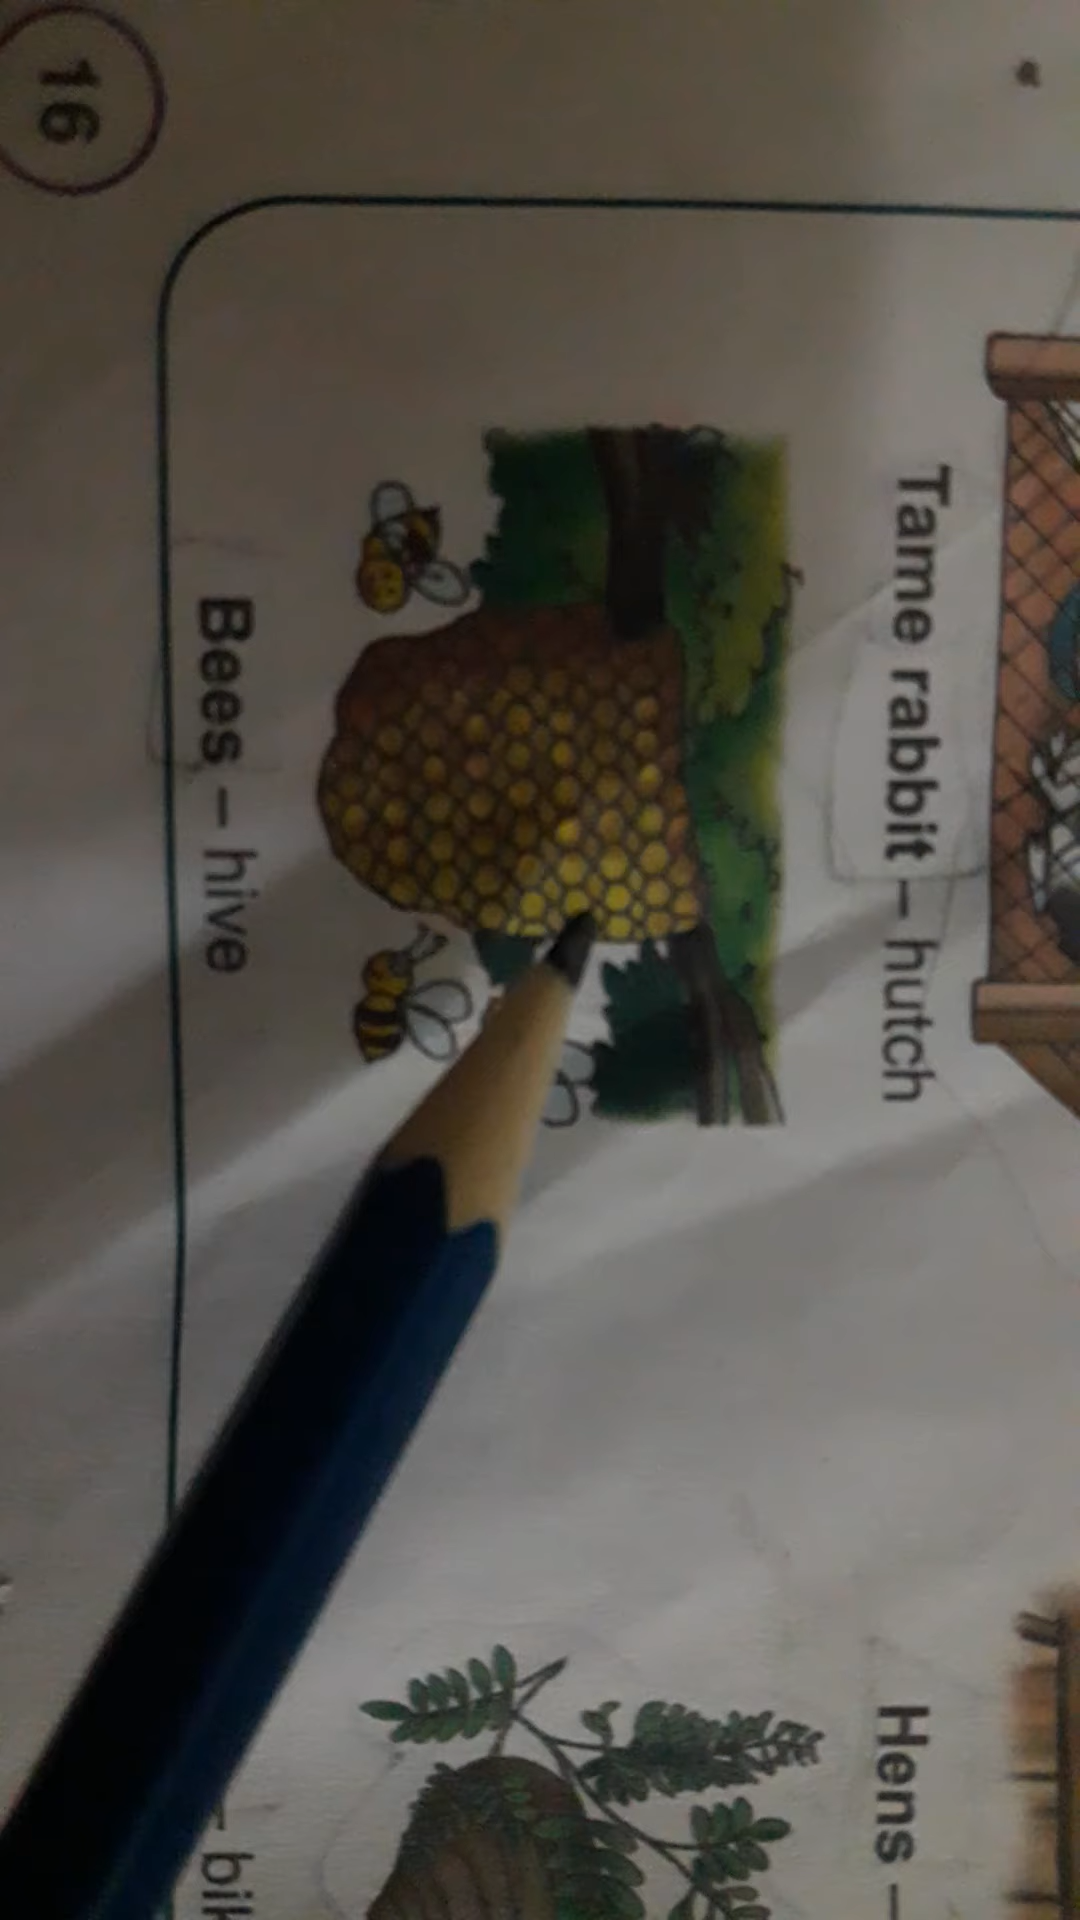 Tame rabbit – hutch
Hens –
Bees – hive
16